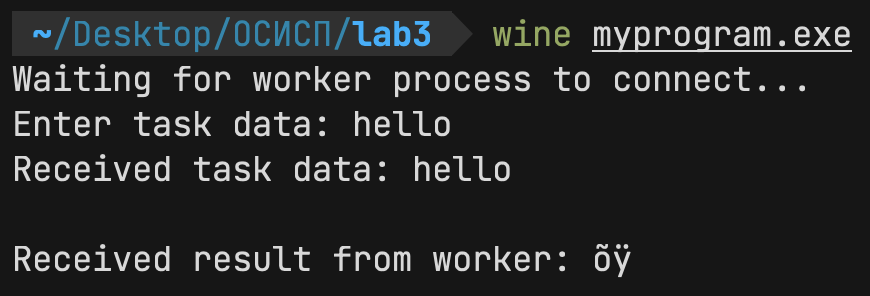 ~/Desktop/ОСИСП/lab3 wine myprogram.exe
Waiting for worker process to connect...
Enter task data: hello
Received task data: hello
Received result from worker: õÿ